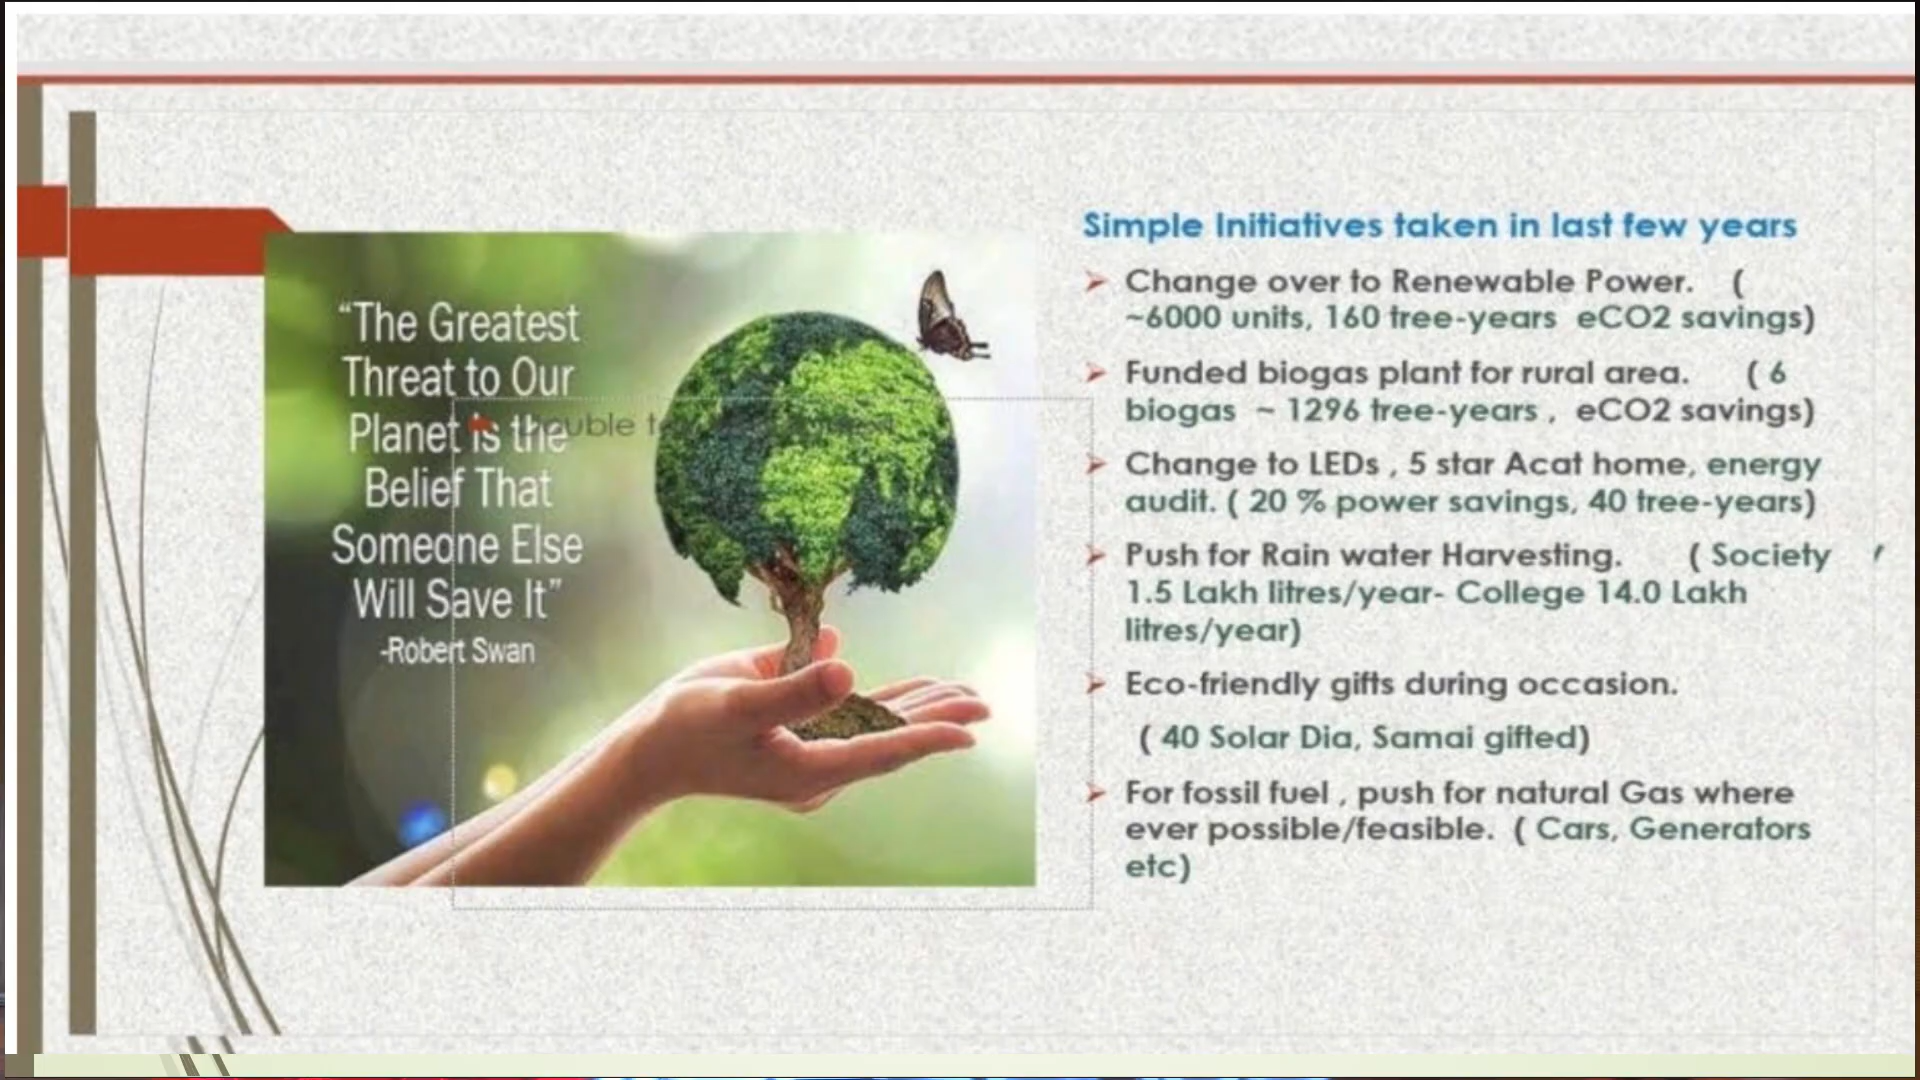 “The Greatest
Threat to Our
Planet is the
Belief That
Someone Else
Will Save It”
-Robert Swan
Simple Initiatives taken in last few years
Change over to Renewable Power. (
~6000 units, 160 tree-years eCO2 savings)
Funded biogas plant for rural area. ( 6
biogas ~ 1296 tree-years , eCO2 savings)
Change to LEDs , 5 star Acat home, energy
audit. ( 20 % power savings, 40 tree-years)
Push for Rain water Harvesting. ( Society
1.5 Lakh litres/year- College 14.0 Lakh
litres/year)
Eco-friendly gifts during occasion.
( 40 Solar Dia, Samai gifted)
For fossil fuel , push for natural Gas where
ever possible/feasible. ( Cars, Generators
etc)